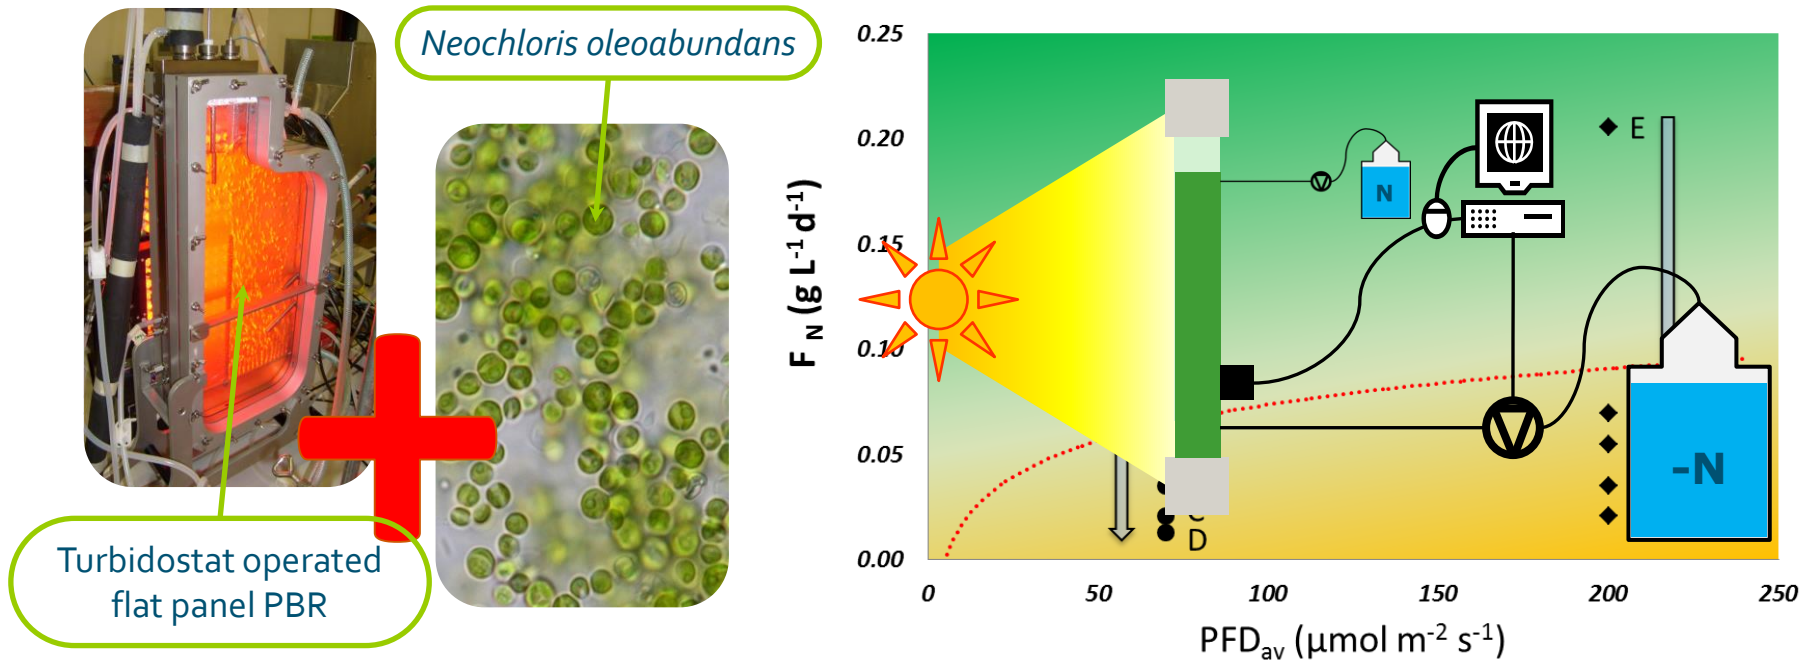 Neochloris oleoabundans
Turbidostat operated
flat panel PBR
F N (g L-1 d-1)
0.25
0.20
0.15
0.10
0.05
0.00
0
50
100
150
200
250
PFDav (µmol m-2 s-1)
N
E
-N
C
D